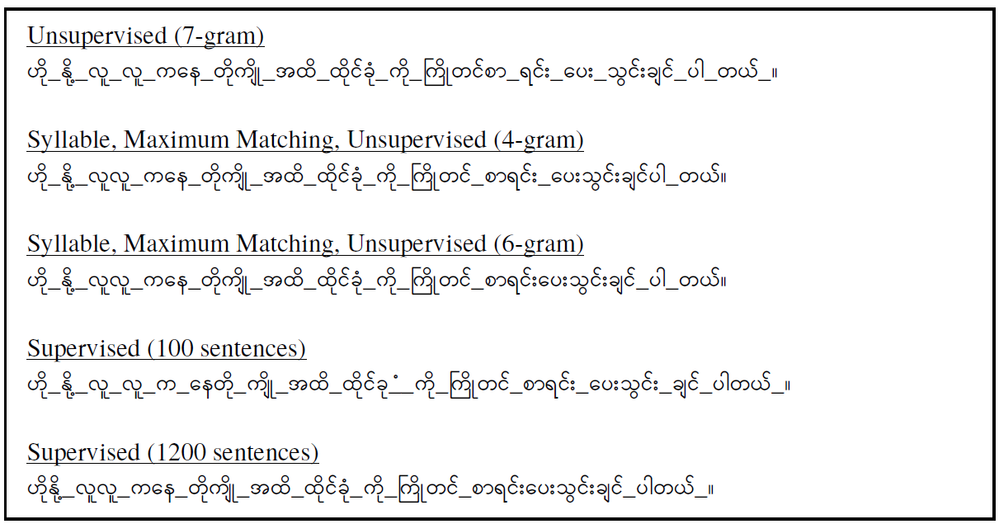 Unsupervised (7-gram)
ဟို_နို့_လူ_လူ_ကနေ_တိုကျို_အထိ_ထိုင်ခုံ_ကို_ကြိုတင်စာ_ရင်း_ပေး_သွင်းချင်_ပါ_တယ်_။
Syllable, Maximum Matching, Unsupervised (4-gram)
ဟို_နို့_လူလူ_ကနေ_တိုကျို_အထိ_ထိုင်ခုံ_ကို_ကြိုတင်_စာရင်း_ပေးသွင်းချင်ပါ_တယ်။
Syllable, Maximum Matching, Unsupervised (6-gram)
ဟို_နို့_လူလူ_ကနေ_တိုကျို_အထိ_ထိုင်ခုံ_ကို_ကြိုတင်_စာရင်းပေးသွင်းချင်_ပါ_တယ်။
Supervised (100 sentences)
ဟို_နို့_လူ_လူ_က_နေတို_ကျို_အထိ_ထိုင်ခု_ံ_ကို_ကြိုတင်_စာရင်း_ပေးသွင်း_ချင်_ပါတယ်_။
Supervised (1200 sentences)
ဟိုနို့_လူလူ_ကနေ_တိုကျို_အထိ_ထိုင်ခုံ_ကို_ကြိုတင်_စာရင်းပေးသွင်းချင်_ပါတယ်_။